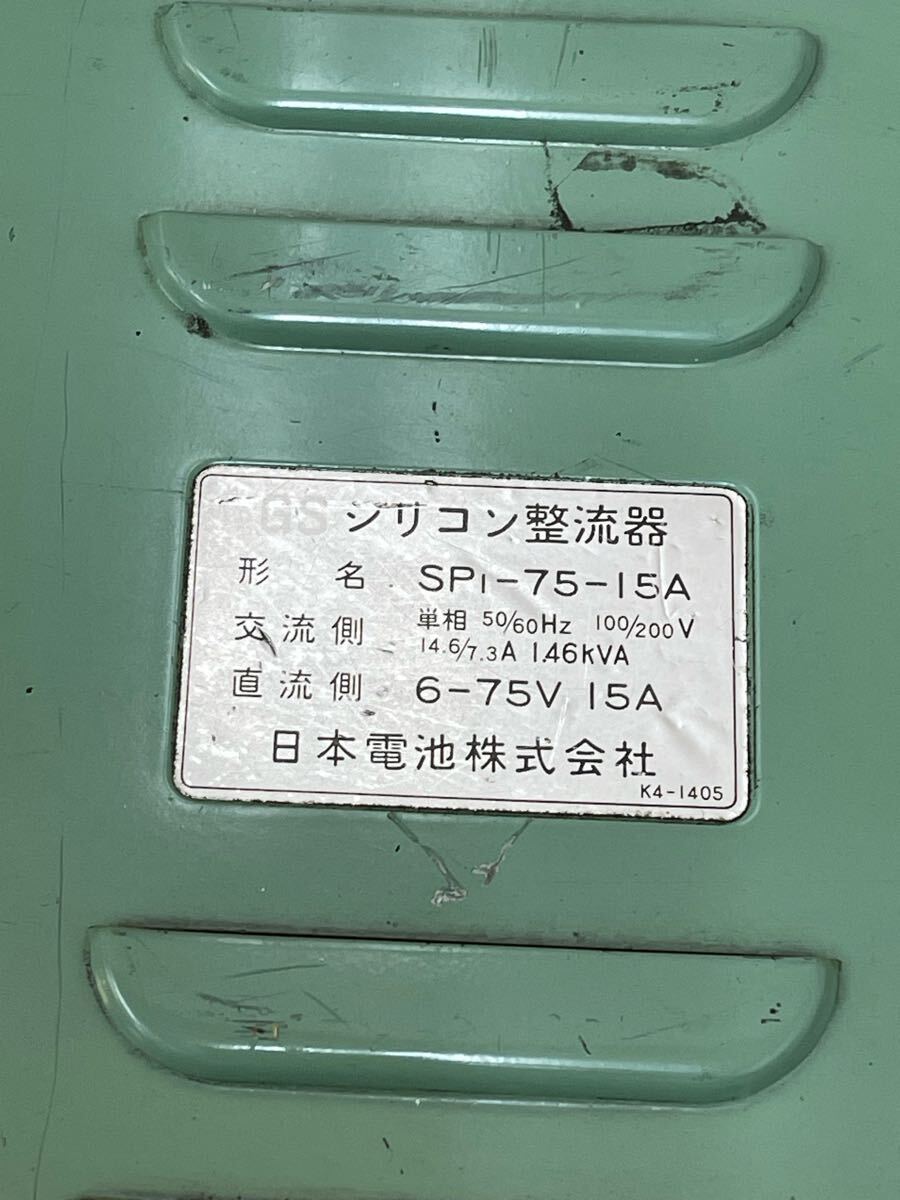 GS シリコン整流器
形名 SP1-75-15A
交流側 単相 50/60Hz 100/200V
14.6/7.3A 1.46kVA
直流側 6-75V 15A
日本電池株式会社
K4-1405